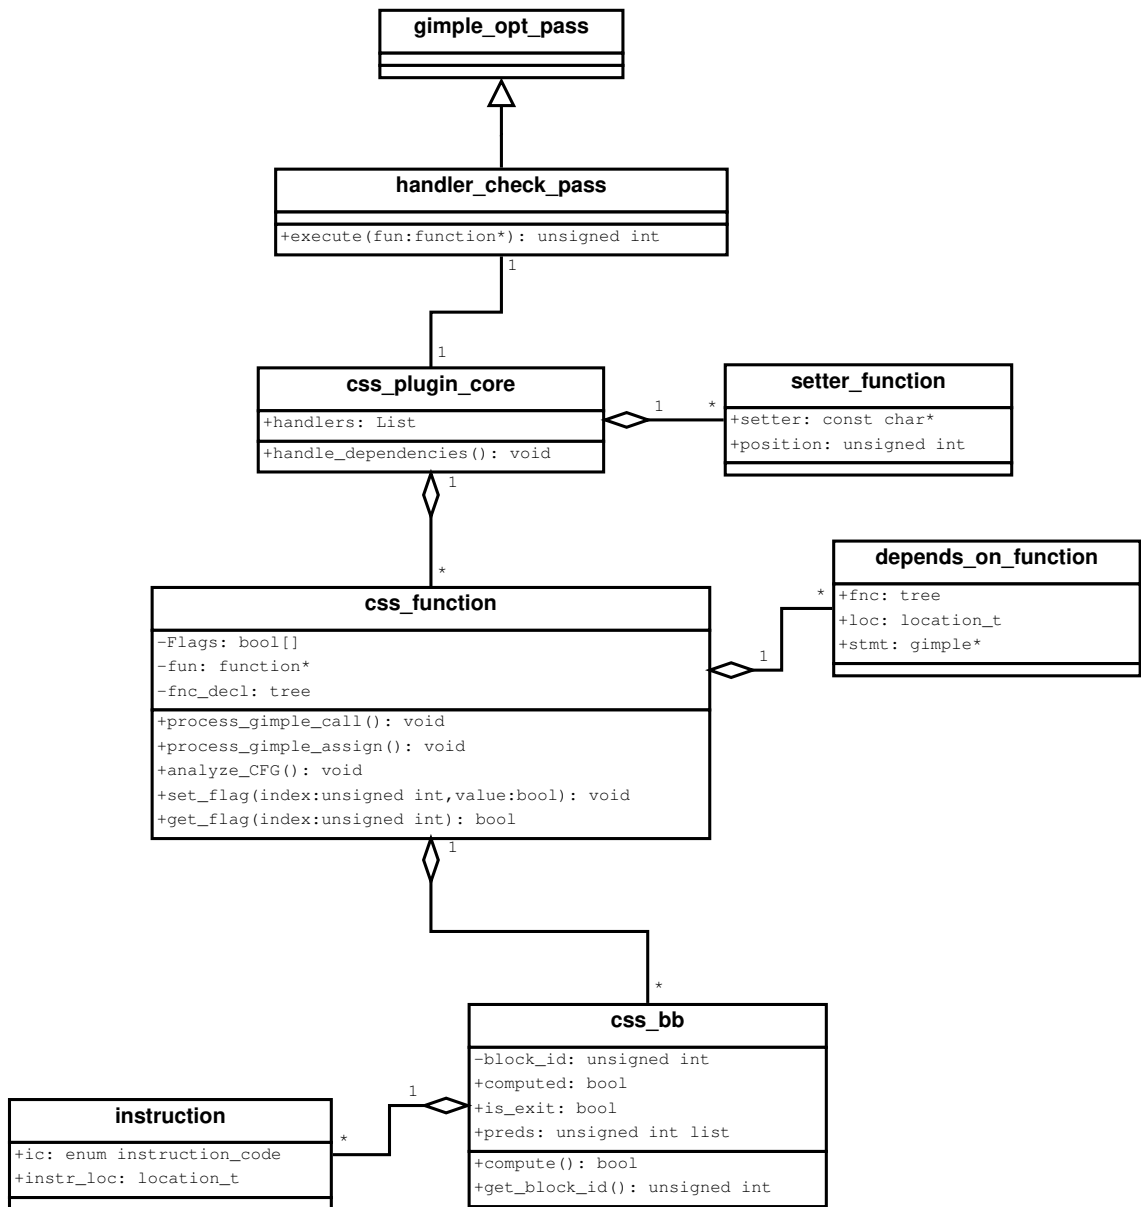 gimple_opt_pass
handler_check_pass
+execute(fun:function*): unsigned int
1
1
css_plugin_core
+handlers: List
+handle_dependencies(): void
1
*
setter_function
+setter: const char*
+position: unsigned int
1
*
css_function
-Flags: bool[]
-fun: function*
-fnc_decl: tree
+process_gimple_call(): void
+process_gimple_assign(): void
+analyze_CFG(): void
+set_flag(index:unsigned int,value:bool): void
+get_flag(index:unsigned int): bool
1
*
depends_on_function
+fnc: tree
+loc: location_t
+stmt: gimple*
1
*
css_bb
-block_id: unsigned int
+computed: bool
+is_exit: bool
+preds: unsigned int list
+compute(): bool
+get_block_id(): unsigned int
1
*
instruction
+ic: enum instruction_code
+instr_loc: location_t